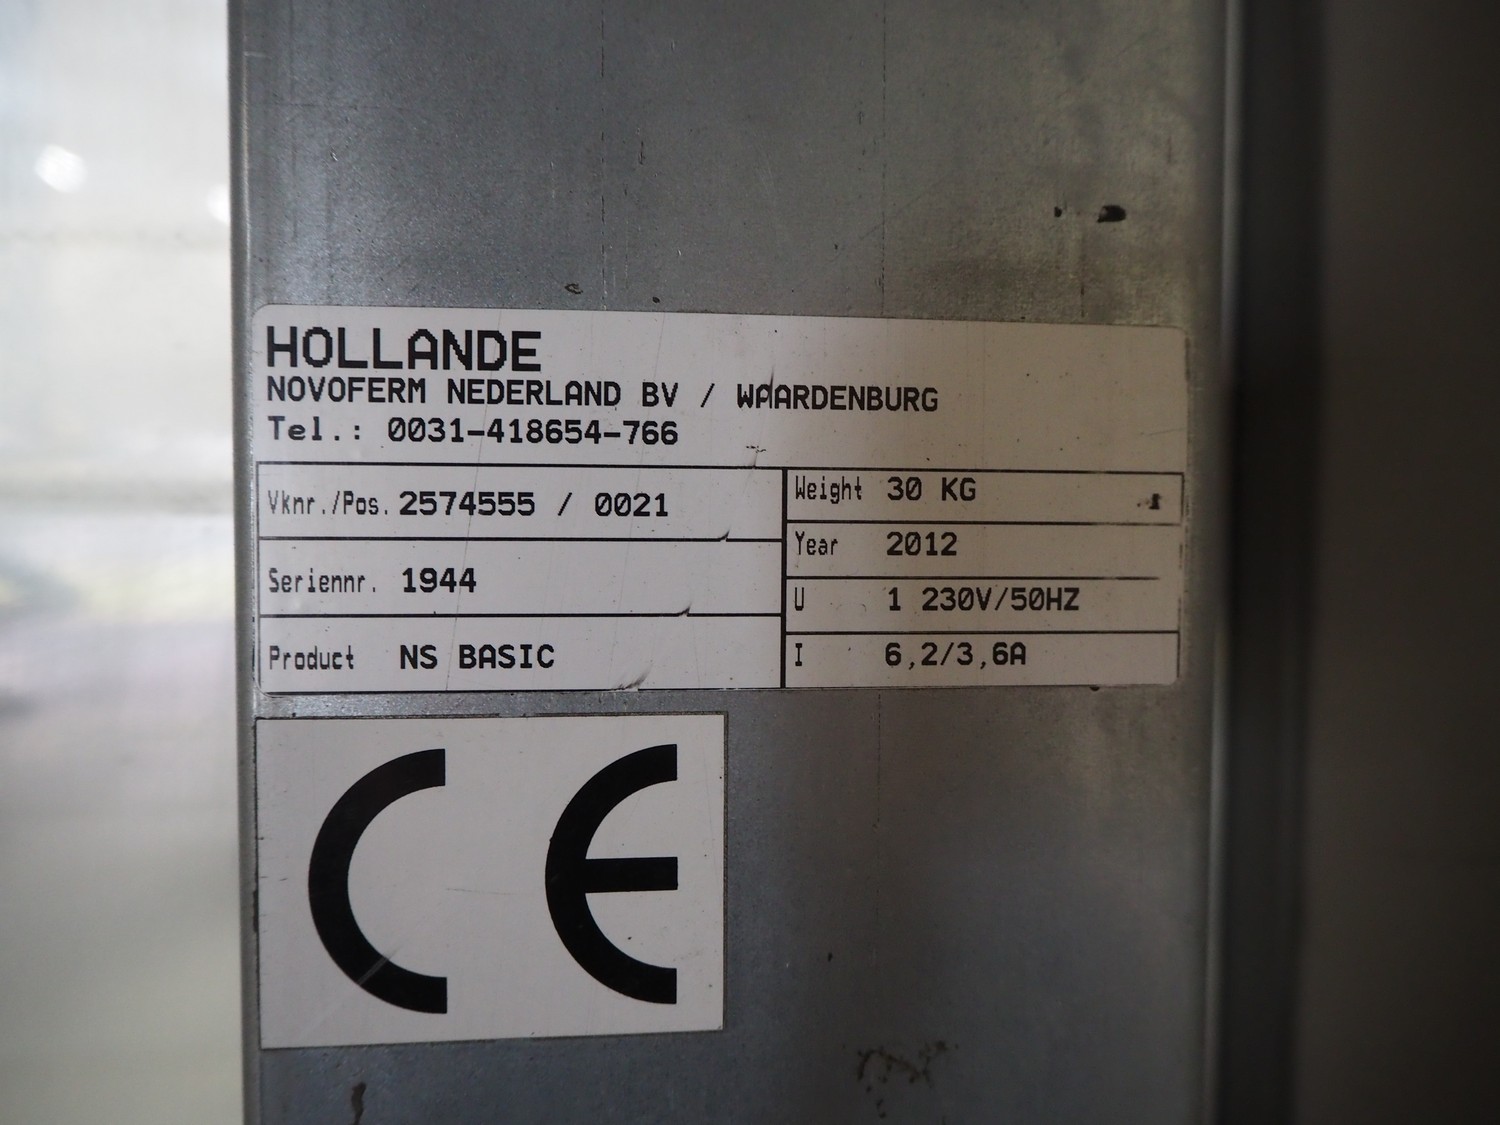 HOLLANDE
NOVOFERM NEDERLAND BV / WAARDENBURG
Tel.: 0031-418654-766
Vknr./Pos. 2574555 / 0021
Seriennr. 1944
Product NS BASIC
Weight 30 KG
Year 2012
U 1 230V/50HZ
I 6,2/3,6A
CE